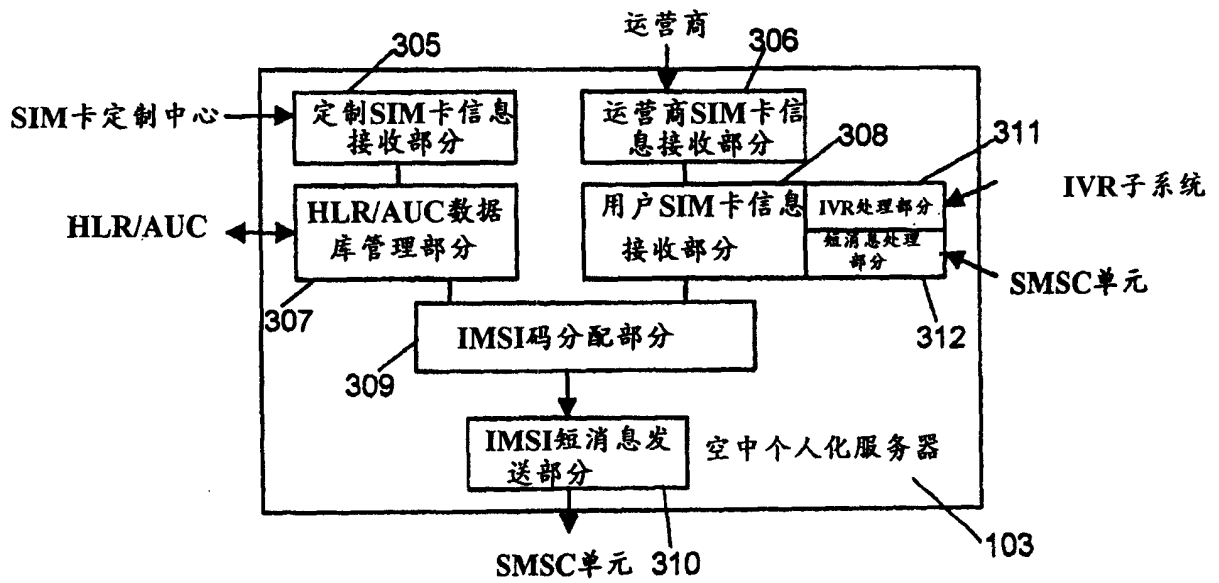 运营商
305
306
SIM卡定制中心
定制SIM卡信息
接收部分
运营商SIM卡信
息接收部分
308
311
HLR/AUC
HLR/AUC数据
库管理部分
用户SIM卡信息
接收部分
IVR处理部分
短消息处理
部分
IVR子系统
SMSC单元
307
309
IMSI码分配部分
312
IMSI短消息发
送部分
空中个人化服务器
SMSC单元
310
103